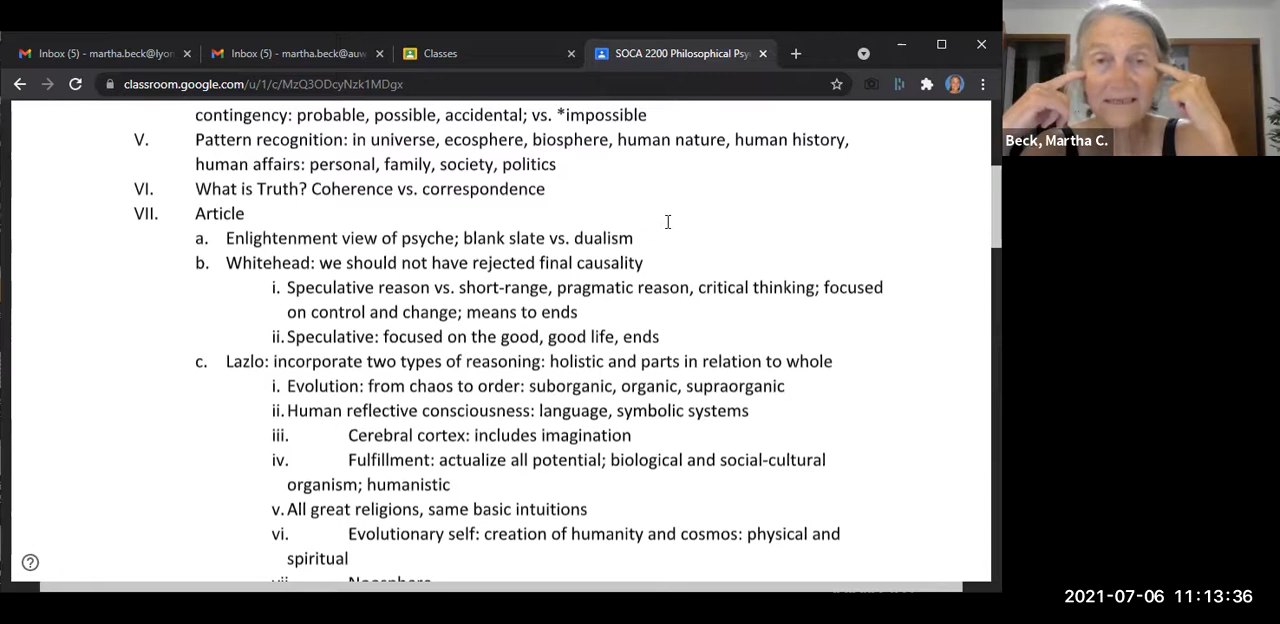 Inbox (5) - martha.beck@lyon
Inbox (5) - martha.beck@auw
Classes
SOCA 2200 Philosophical Psy
classroom.google.com/u/1/c/MzQ3ODcyNzk1MDgx
Beck, Martha C.
contingency: probable, possible, accidental; vs. *impossible
V. Pattern recognition: in universe, ecosphere, biosphere, human nature, human history,
human affairs: personal, family, society, politics
VI. What is Truth? Coherence vs. correspondence
VII. Article
a. Enlightenment view of psyche; blank slate vs. dualism
b. Whitehead: we should not have rejected final causality
i. Speculative reason vs. short-range, pragmatic reason, critical thinking; focused
on control and change; means to ends
ii. Speculative: focused on the good, good life, ends
c. Lazlo: incorporate two types of reasoning: holistic and parts in relation to whole
i. Evolution: from chaos to order: suborganic, organic, supraorganic
ii. Human reflective consciousness: language, symbolic systems
iii. Cerebral cortex: includes imagination
iv. Fulfillment: actualize all potential; biological and social-cultural
organism; humanistic
v. All great religions, same basic intuitions
vi. Evolutionary self: creation of humanity and cosmos: physical and
spiritual
vii. Noosphere
2021-07-06 11:13:36